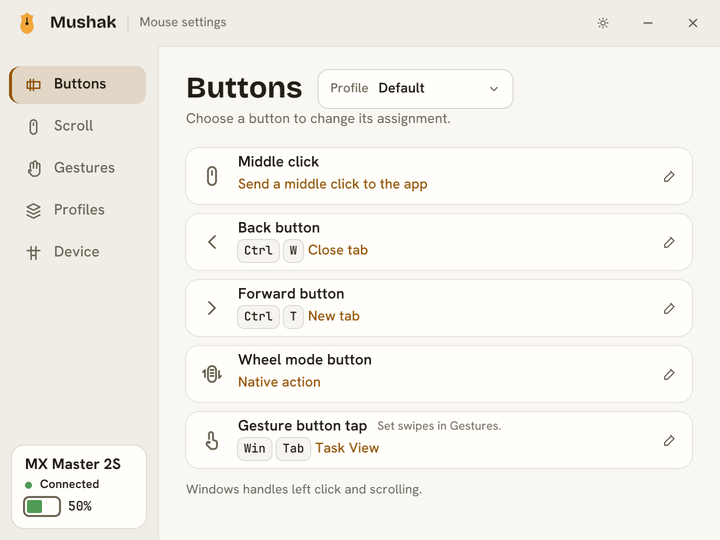 Mushak
Mouse settings
Buttons
Scroll
Gestures
Profiles
Device
MX Master 2S
Connected
50%
Buttons
Profile Default
Choose a button to change its assignment.
Middle click
Send a middle click to the app
Back button
Ctrl W Close tab
Forward button
Ctrl T New tab
Wheel mode button
Native action
Gesture button tap Set swipes in Gestures.
Win Tab Task View
Windows handles left click and scrolling.